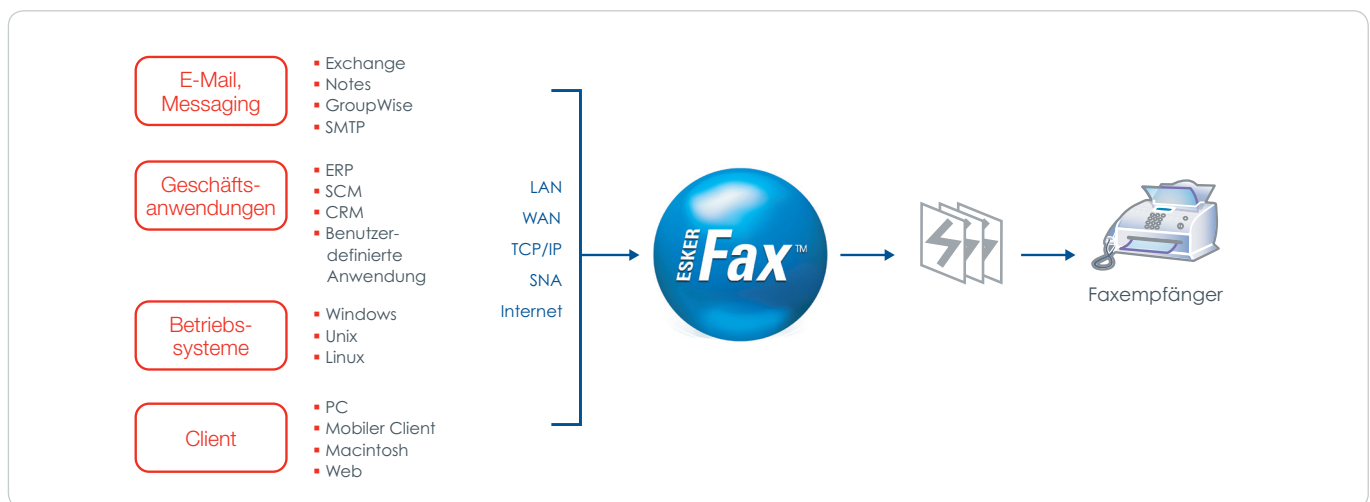 E-Mail,
Messaging
Exchange
Notes
GroupWise
SMTP
Geschäfts-
anwendungen
ERP
SCM
CRM
Benutzer-
definierte
Anwendung
Betriebs-
systeme
Windows
Unix
Linux
Client
PC
Mobiler Client
Macintosh
Web
LAN
WAN
TCP/IP
SNA
Internet
ESKER Fax™
Faxempfänger